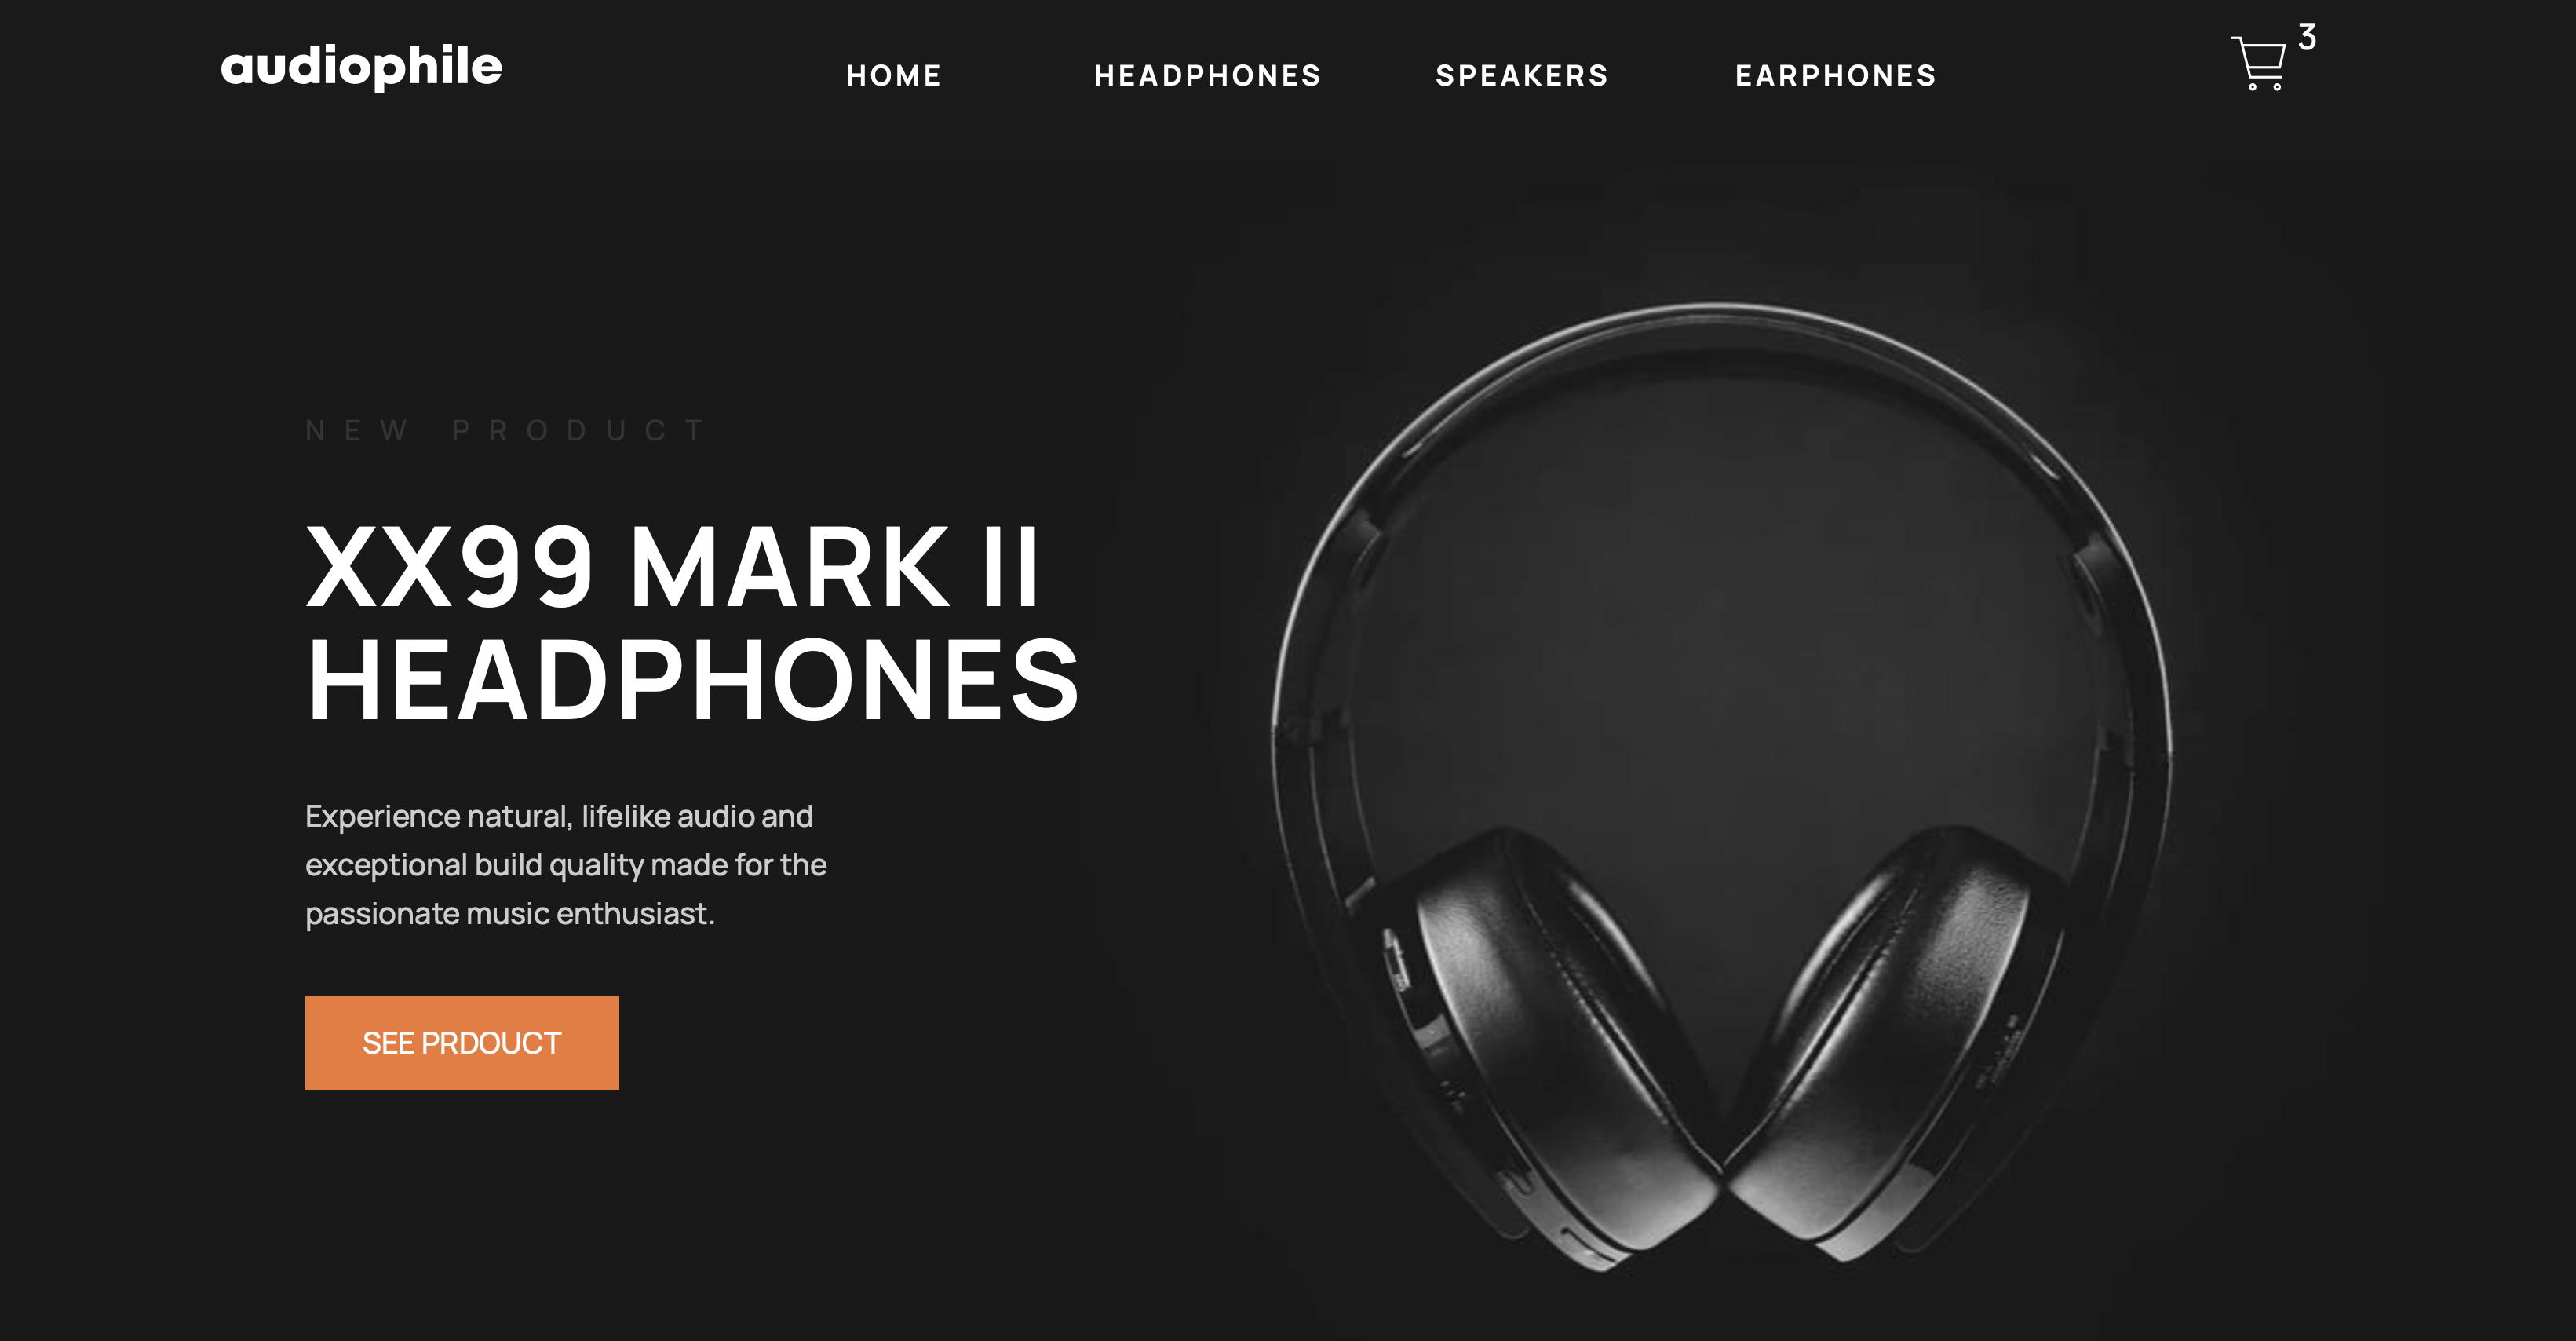 audiophile
HOME HEADPHONES SPEAKERS EARPHONES
3
NEW PRODUCT
XX99 MARK II
HEADPHONES
Experience natural, lifelike audio and
exceptional build quality made for the
passionate music enthusiast.
SEE PRDOUCT